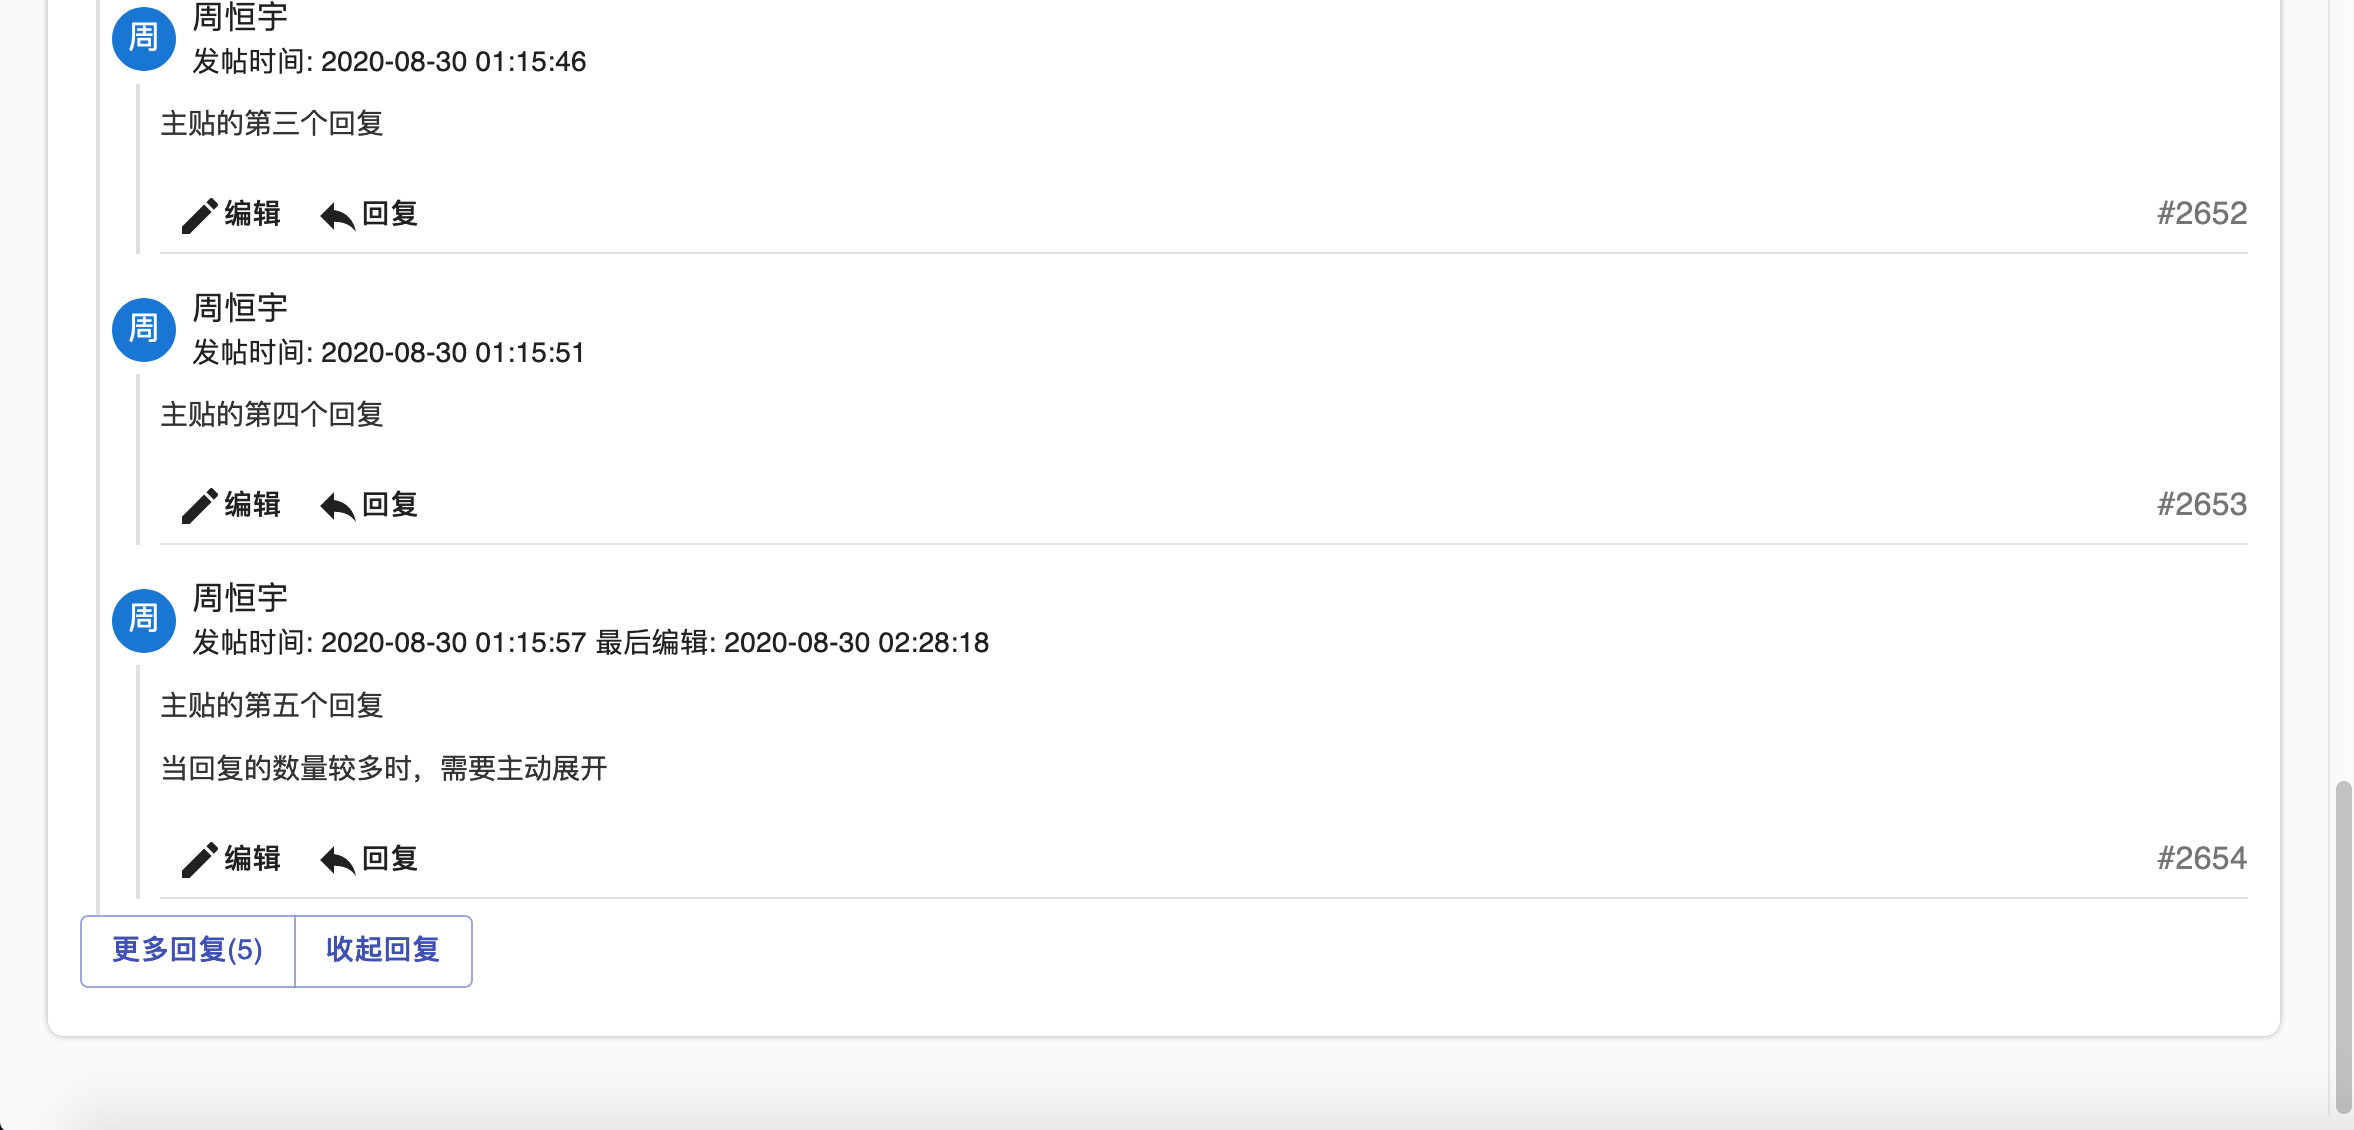 周
周恒宇
发帖时间: 2020-08-30 01:15:46
主贴的第三个回复
编辑 回复 #2652
周
周恒宇
发帖时间: 2020-08-30 01:15:51
主贴的第四个回复
编辑 回复 #2653
周
周恒宇
发帖时间: 2020-08-30 01:15:57 最后编辑: 2020-08-30 02:28:18
主贴的第五个回复
当回复的数量较多时，需要主动展开
编辑 回复 #2654
更多回复(5) 收起回复